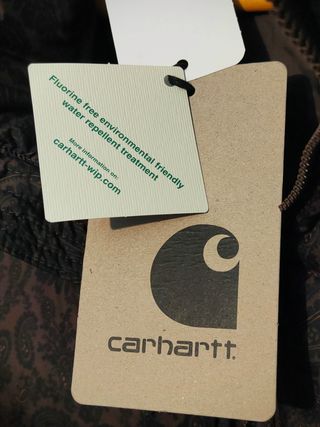 Fluorine free environmental friendly
water repellent treatment
More information on:
carhartt-wip.com
carhartt.